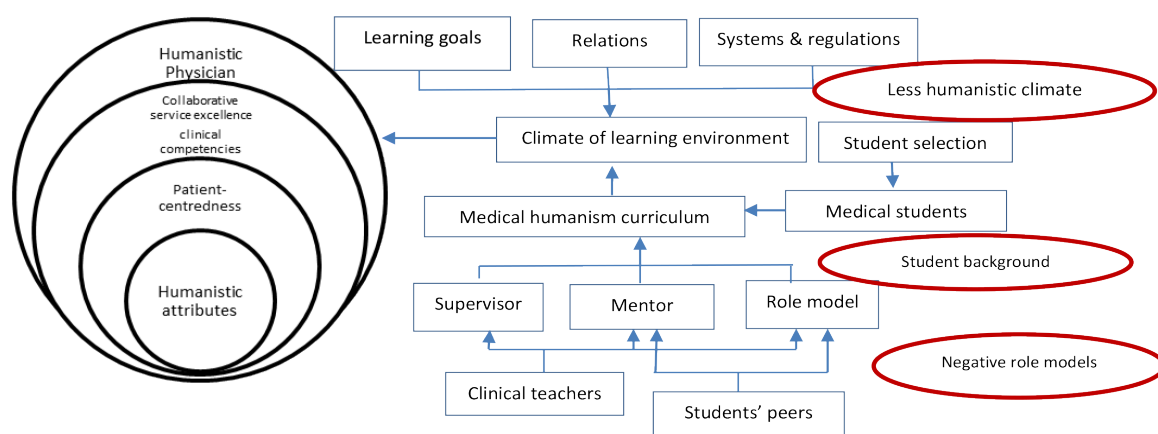 Humanistic
Physician
Collaborative
service excellence
clinical
competencies
Patient-
centredness
Humanistic
attributes
Learning goals
Relations
Systems & regulations
Less humanistic climate
Climate of learning environment
Student selection
Medical humanism curriculum
Medical students
Student background
Supervisor
Mentor
Role model
Negative role models
Clinical teachers
Students’ peers